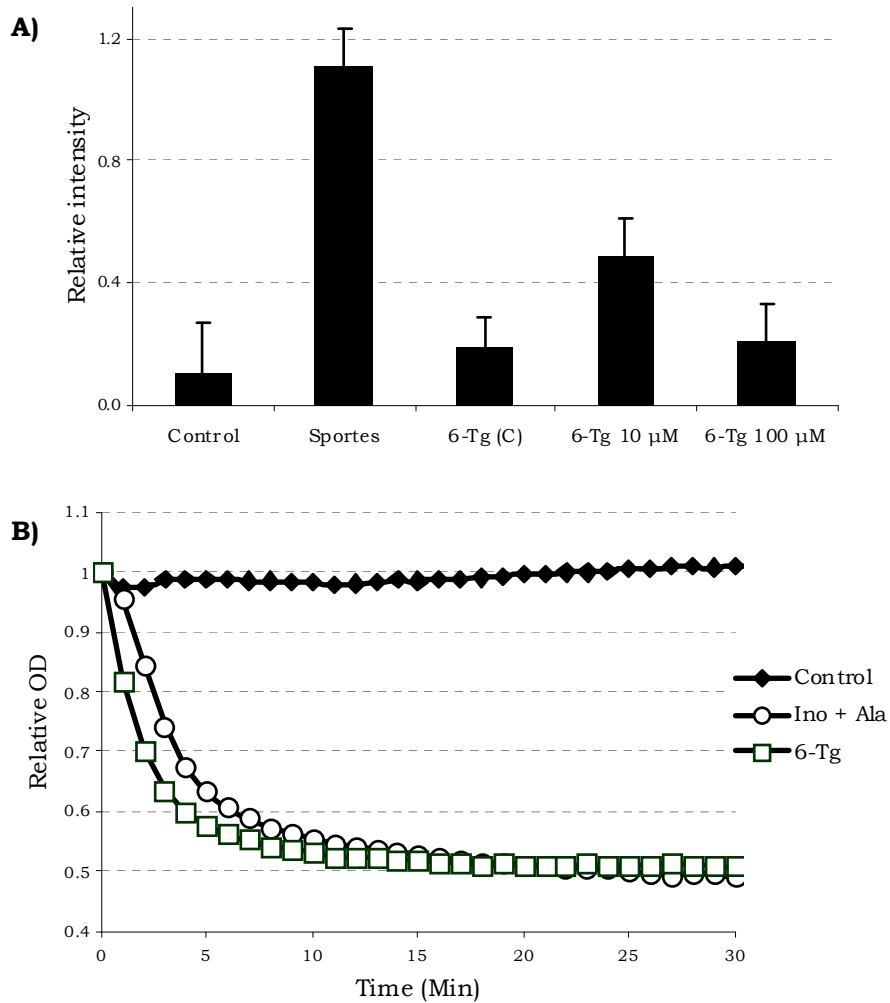 A)
Relative intensity
1.2
0.8
0.4
0.0
Control Sportes 6-Tg (C) 6-Tg 10 µM 6-Tg 100 µM
B)
Relative OD
1.1
1
0.9
0.8
0.7
0.6
0.5
0.4
0 5 10 15 20 25 30
Time (Min)
Control
Ino + Ala
6-Tg